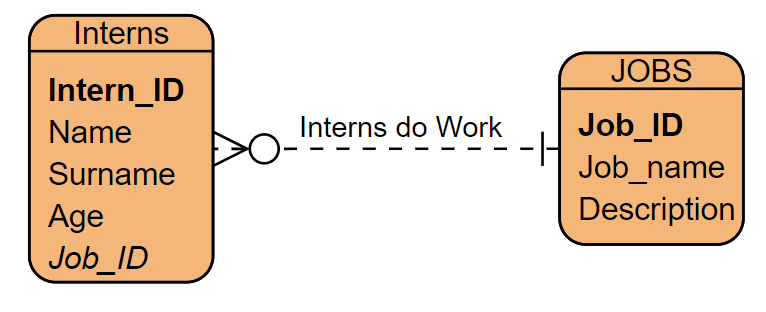 Interns
Intern_ID
Name
Surname
Age
Job_ID
Interns do Work
JOBS
Job_ID
Job_name
Description